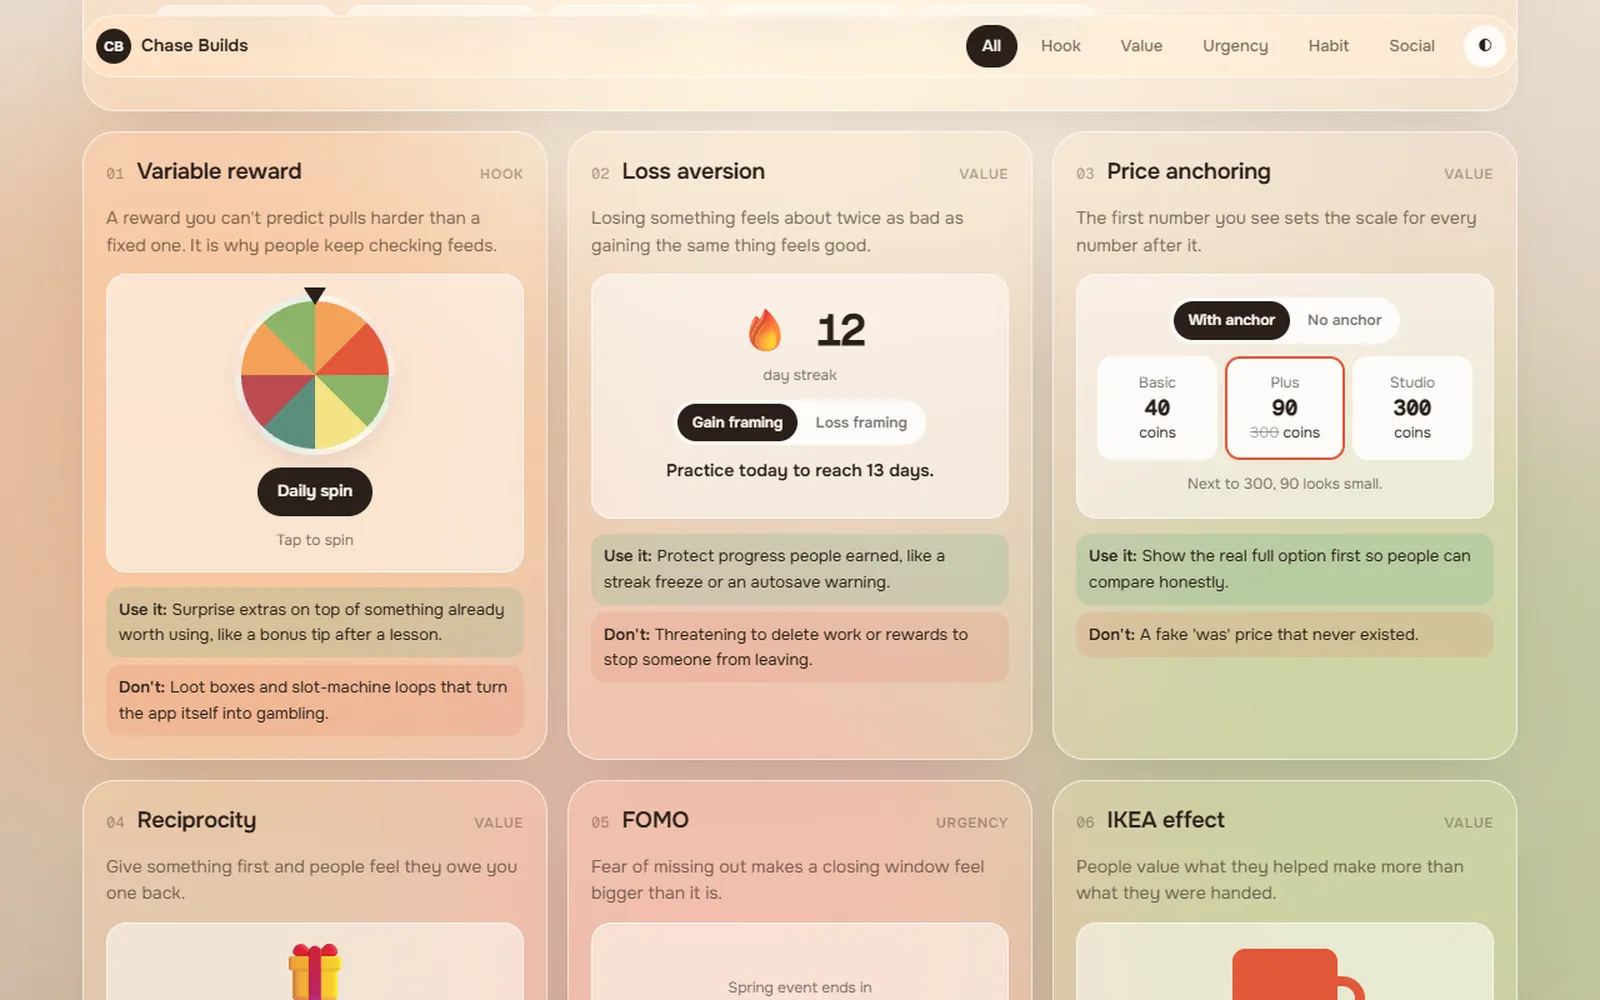 CB Chase Builds
All Hook Value Urgency Habit Social
01 Variable reward HOOK
A reward you can't predict pulls harder than a
fixed one. It is why people keep checking feeds.
Daily spin
Tap to spin
Use it: Surprise extras on top of something already
worth using, like a bonus tip after a lesson.
Don't: Loot boxes and slot-machine loops that turn
the app itself into gambling.
02 Loss aversion VALUE
Losing something feels about twice as bad as
gaining the same thing feels good.
12
day streak
Gain framing Loss framing
Practice today to reach 13 days.
Use it: Protect progress people earned, like a
streak freeze or an autosave warning.
Don't: Threatening to delete work or rewards to
stop someone from leaving.
03 Price anchoring VALUE
The first number you see sets the scale for every
number after it.
With anchor No anchor
Basic
40
coins
Plus
90
300 coins
Studio
300
coins
Next to 300, 90 looks small.
Use it: Show the real full option first so people can
compare honestly.
Don't: A fake 'was' price that never existed.
04 Reciprocity VALUE
Give something first and people feel they owe you
one back.
05 FOMO URGENCY
Fear of missing out makes a closing window feel
bigger than it is.
Spring event ends in
06 IKEA effect VALUE
People value what they helped make more than
what they were handed.